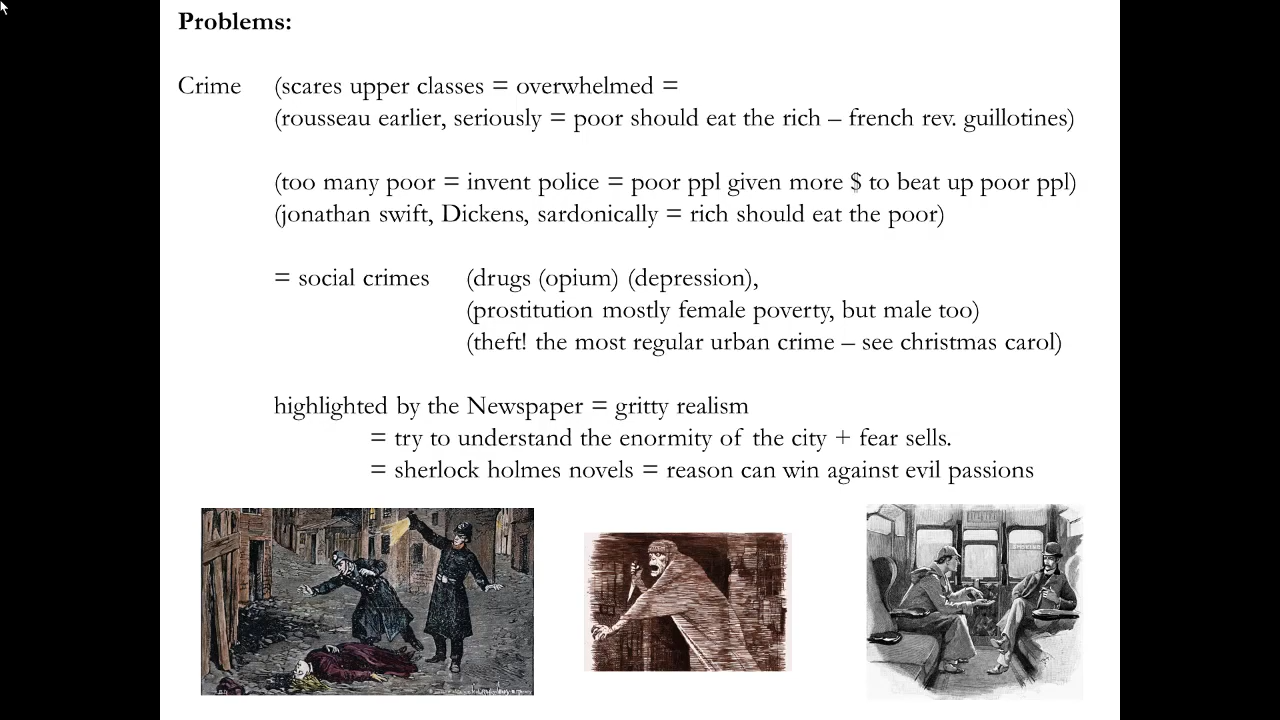 Problems:
Crime (scares upper classes = overwhelmed =
(rousseau earlier, seriously = poor should eat the rich – french rev. guillotines)
(too many poor = invent police = poor ppl given more $ to beat up poor ppl)
(jonathan swift, Dickens, sardonically = rich should eat the poor)
= social crimes (drugs (opium) (depression),
(prostitution mostly female poverty, but male too)
(theft! the most regular urban crime – see christmas carol)
highlighted by the Newspaper = gritty realism
= try to understand the enormity of the city + fear sells.
= sherlock holmes novels = reason can win against evil passions